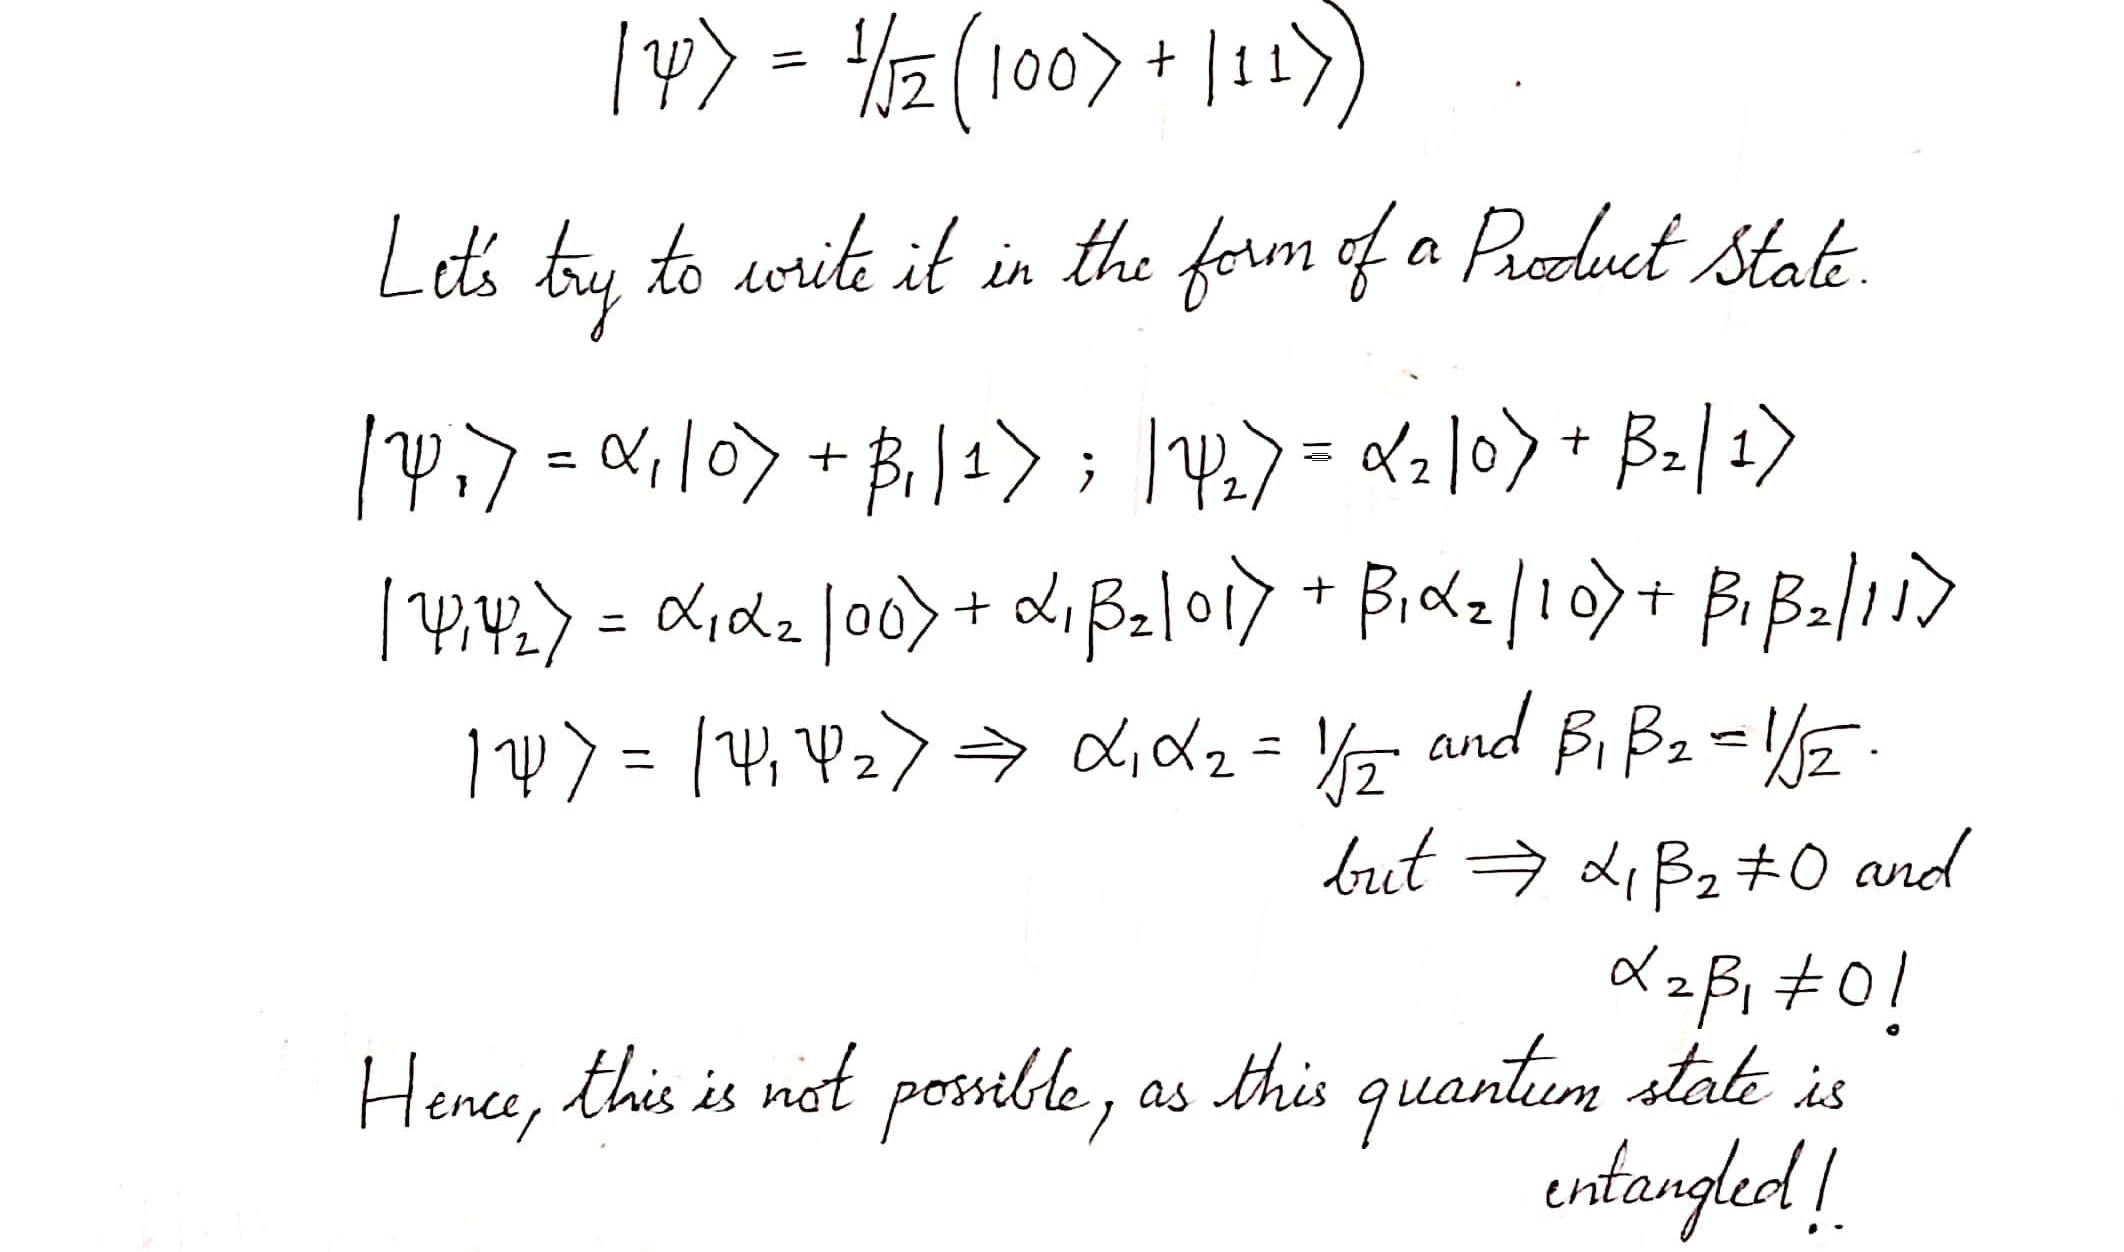 |ψ⟩ = 1/√2(|00⟩ + |11⟩)
Let's try to write it in the form of a Product State.
|ψ₁⟩ = α₁|0⟩ + β₁|1⟩ ; |ψ₂⟩ = α₂|0⟩ + β₂|1⟩
|ψ₁ψ₂⟩ = α₁α₂|00⟩ + α₁β₂|01⟩ + β₁α₂|10⟩ + β₁β₂|11⟩
|ψ⟩ = |ψ₁ψ₂⟩ ⇒ α₁α₂ = 1/√2 and β₁β₂ = 1/√2.
but ⇒ α₁β₂ ≠ 0 and
α₂β₁ ≠ 0!
Hence, this is not possible, as this quantum state is
entangled!